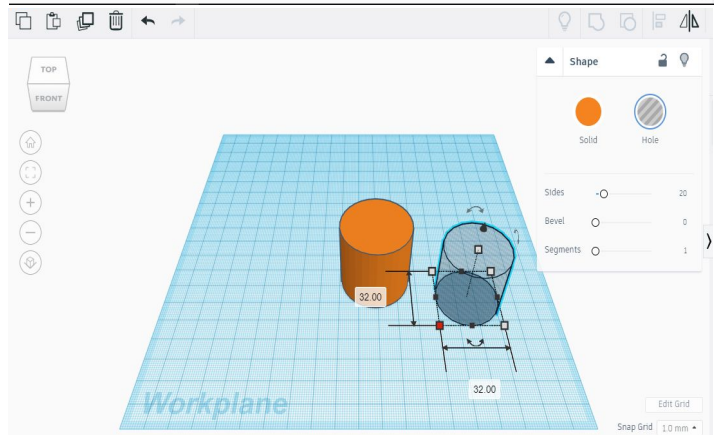 TOP
FRONT
Shape
Solid
Hole
Sides 20
Bevel 0
Segments 1
32.00
32.00
Workplane
Edit Grid
Snap Grid 1.0 mm